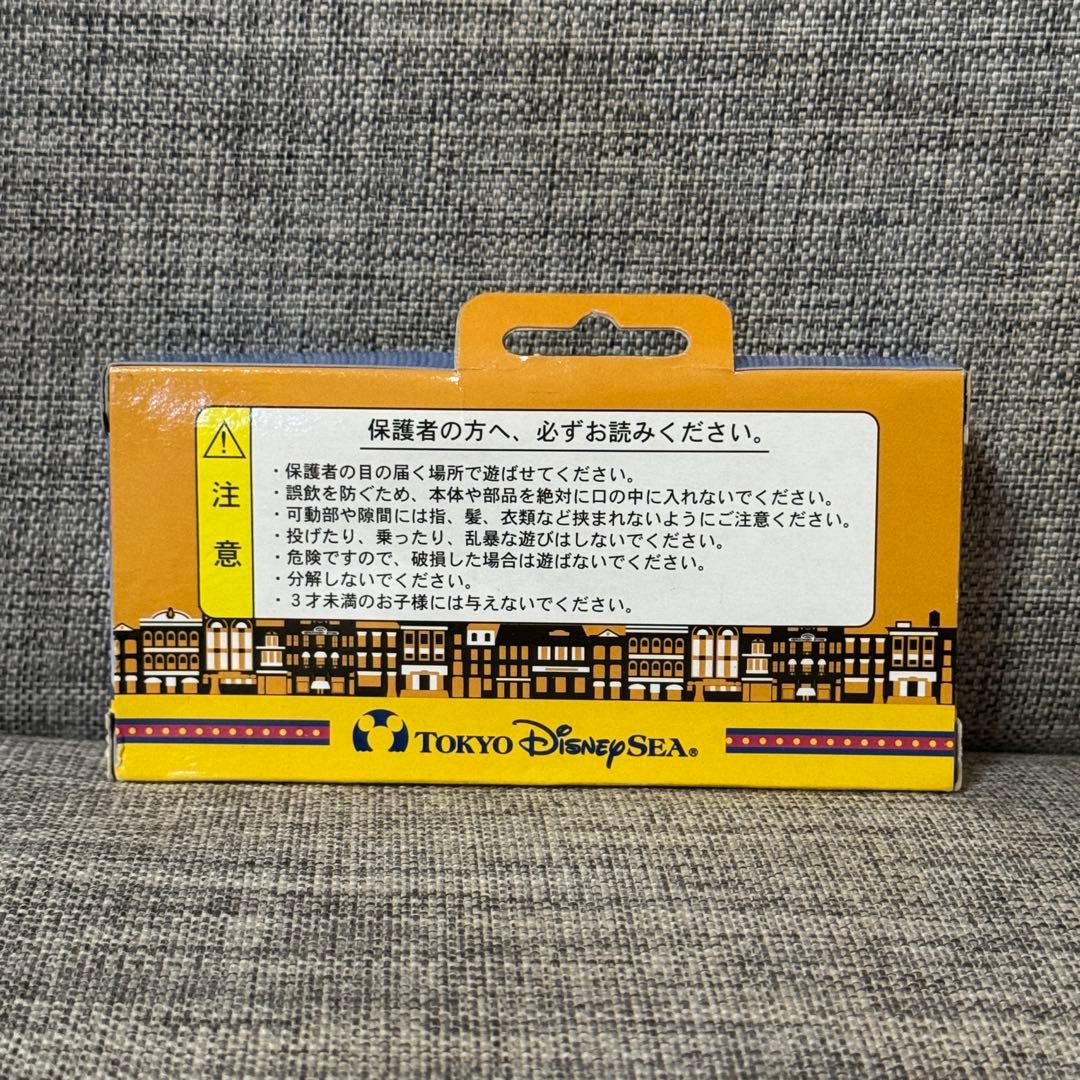 注意
保護者の方へ、必ずお読みください。
・保護者の目の届く場所で遊ばせてください。
・誤飲を防ぐため、本体や部品を絶対に口の中に入れないでください。
・可動部や隙間には指、髪、衣類など挟まれないようにご注意ください。
・投げたり、乗ったり、乱暴な遊びはしないでください。
・危険ですので、破損した場合は遊ばないでください。
・分解しないでください。
・３才未満のお子様には与えないでください。
TOKYO DISNEY SEA®